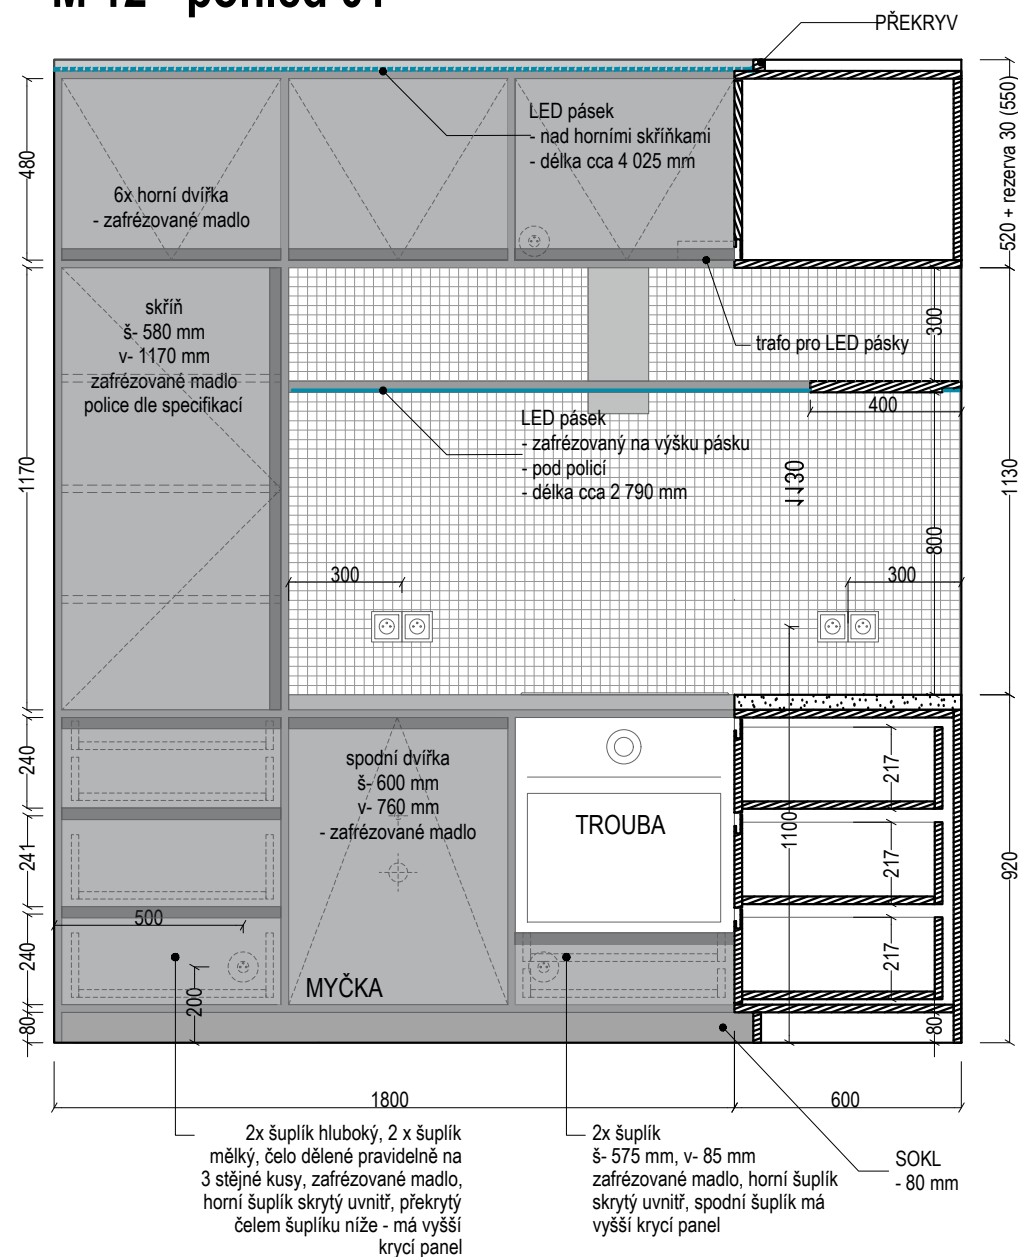 M 12 - pohled 01
PŘEKRYV
LED pásek
- nad horními skříňkami
- délka cca 4 025 mm
480
520 + rezerva 30 (550)
6x horní dvířka
- zafrézované madlo
skříň
š- 580 mm
v- 1170 mm
zafrézované madlo
police dle specifikací
300
trafo pro LED pásky
400
LED pásek
- zafrézovaný na výšku pásku
- pod policí
- délka cca 2 790 mm
1170
1130
1130
800
300
300
240
spodní dvířka
š- 600 mm
v- 760 mm
- zafrézované madlo
TROUBA
217
241
1100
217
920
500
240
217
MYČKA
200
80
80
1800
600
2x šuplík hluboký, 2 x šuplík
mělký, čelo dělené pravidelně na
3 stějné kusy, zafrézované madlo,
horní šuplík skrytý uvnitř, překrytý
čelem šuplíku níže - má vyšší
krycí panel
2x šuplík
š- 575 mm, v- 85 mm
zafrézované madlo, horní šuplík
skrytý uvnitř, spodní šuplík má
vyšší krycí panel
SOKL
- 80 mm